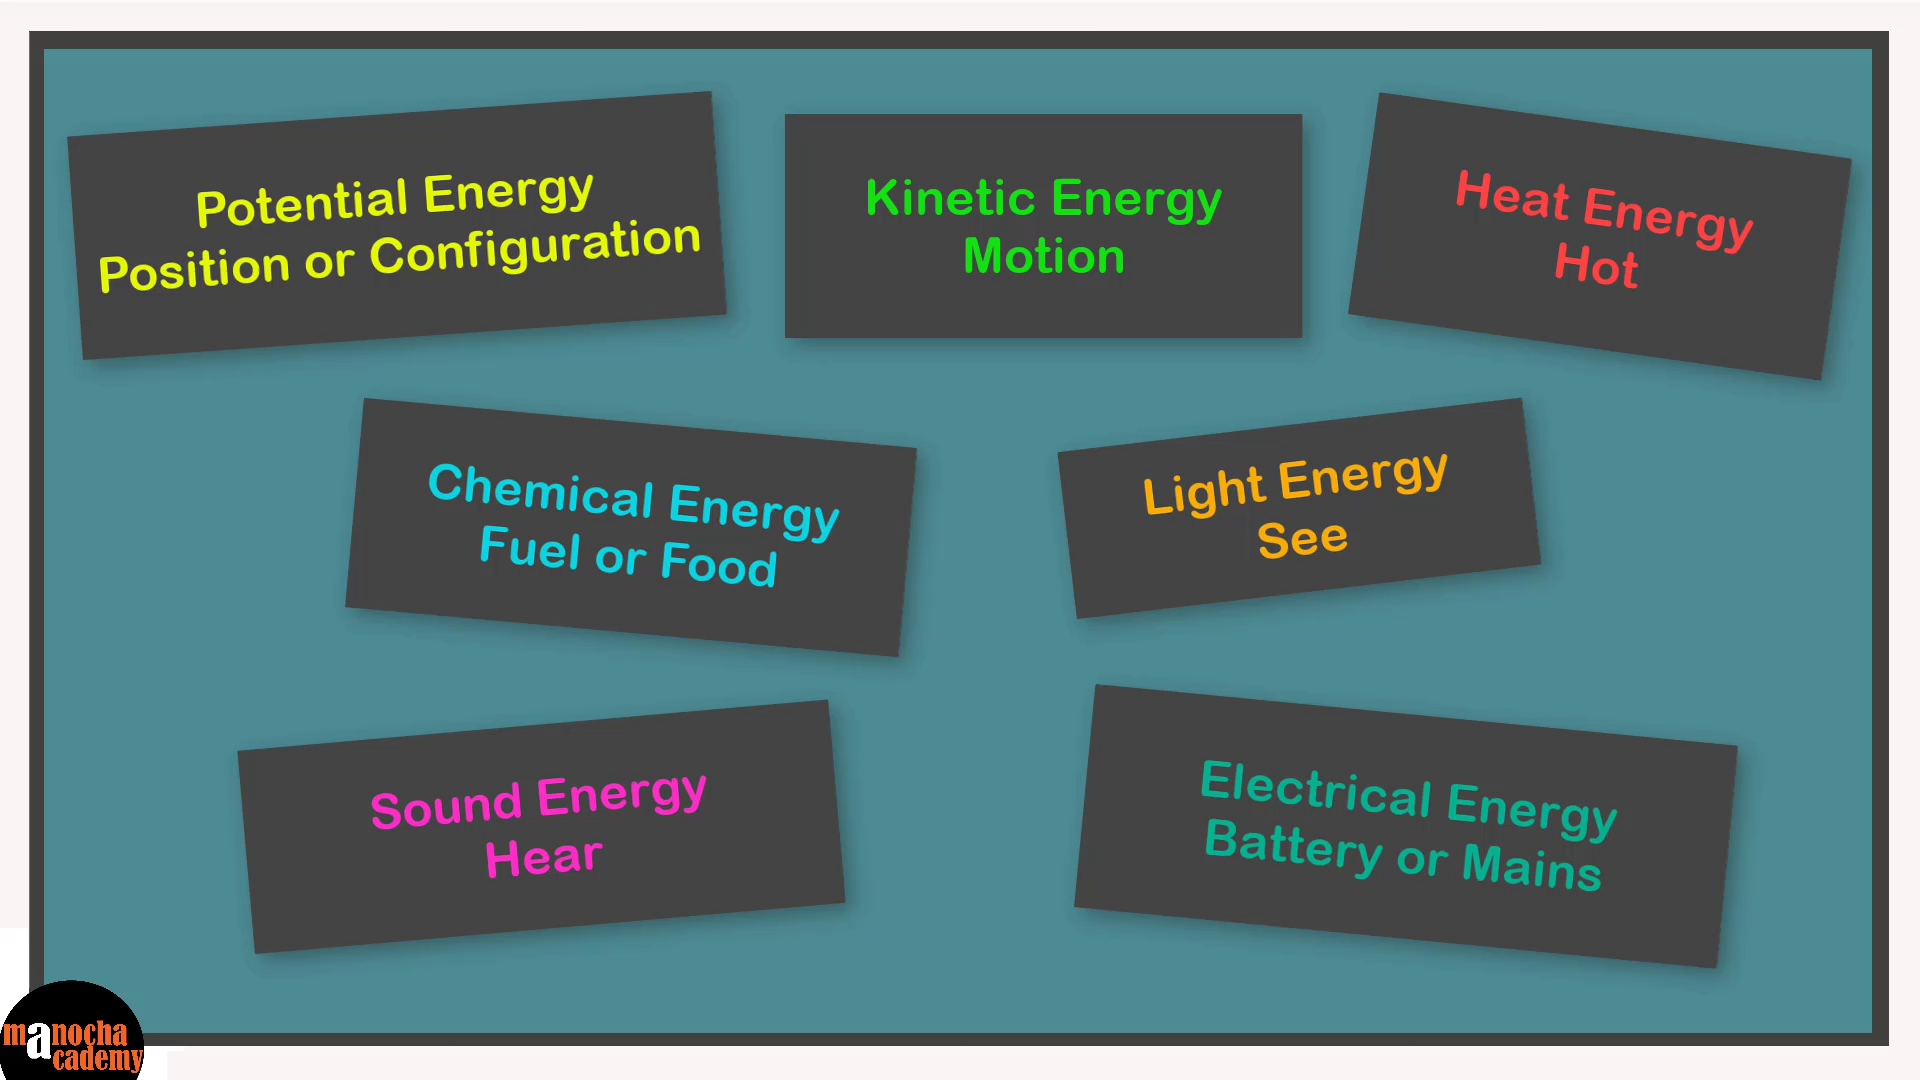 Potential Energy
Position or Configuration
Kinetic Energy
Motion
Heat Energy
Hot
Chemical Energy
Fuel or Food
Light Energy
See
Sound Energy
Hear
Electrical Energy
Battery or Mains
manocha
academy